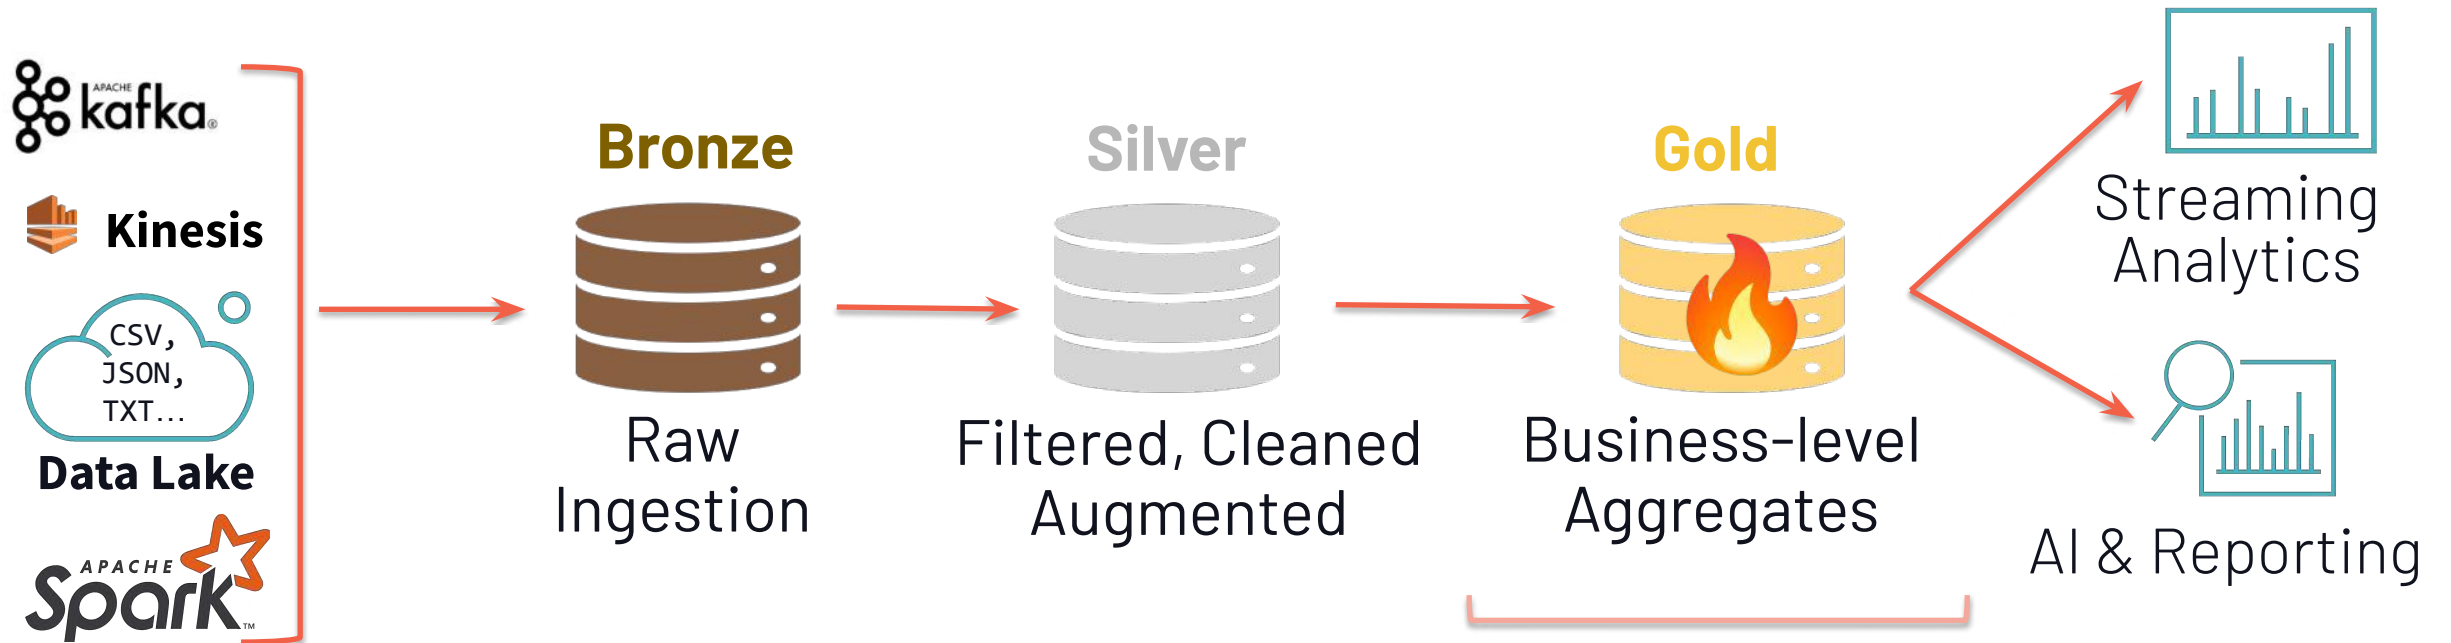 APACHE
kafka®
Kinesis
CSV,
JSON,
TXT...
Data Lake
APACHE
Spark™
Bronze
Raw
Ingestion
Silver
Filtered, Cleaned
Augmented
Gold
Business-level
Aggregates
Streaming
Analytics
AI & Reporting